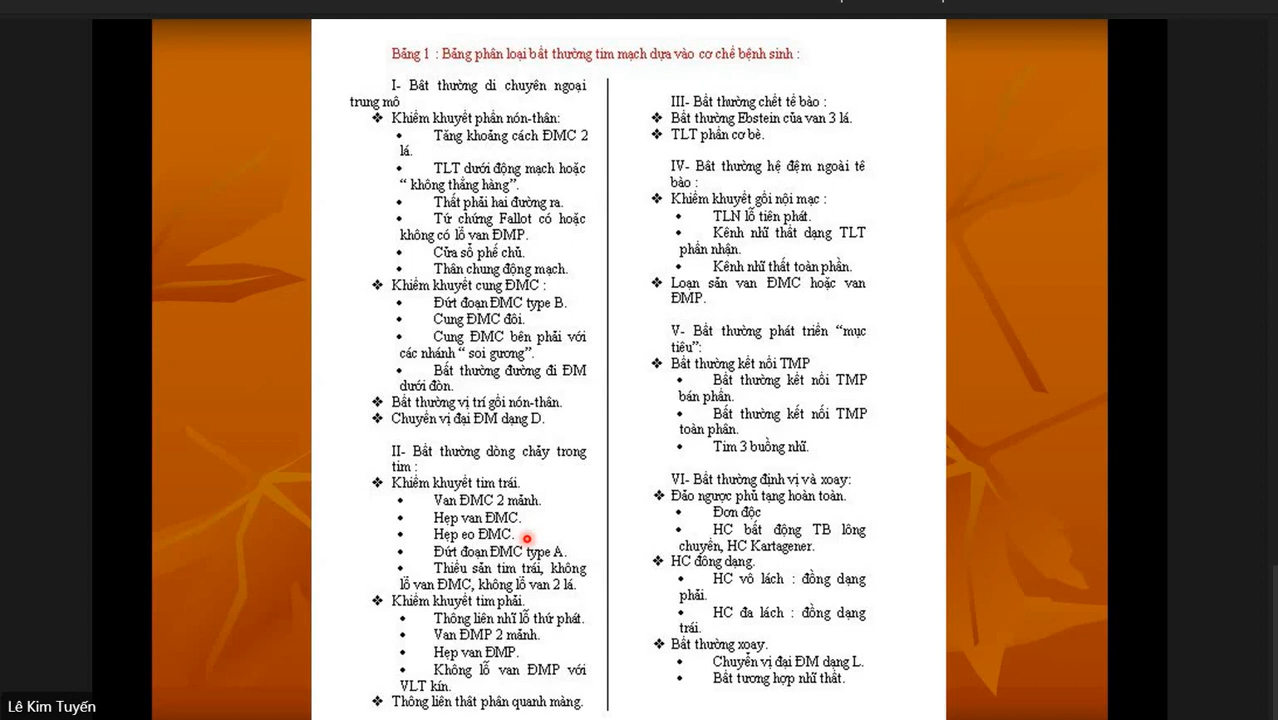 Bảng 1 : Bảng phân loại bất thường tim mạch dựa vào cơ chế bệnh sinh :
I- Bất thường di chuyên ngoại
trung mô
❖ Khiếm khuyết phần nón-thân:
• Tăng khoảng cách ĐMC 2
lá.
• TLT dưới động mạch hoặc
“ không thẳng hàng”.
• Thất phải hai đường ra.
• Tứ chứng Fallot có hoặc
không có lỗ van ĐMP.
• Cửa sổ phế chủ.
• Thân chung động mạch.
❖ Khiếm khuyết cung ĐMC :
• Đứt đoạn ĐMC type B.
• Cung ĐMC đôi.
• Cung ĐMC bên phải với
các nhánh “ soi gương”.
• Bất thường đường đi ĐM
dưới đòn.
❖ Bất thường vị trí gối nón-thân.
❖ Chuyển vị đại ĐM dạng D.
II- Bất thường dòng chảy trong
tim :
❖ Khiếm khuyết tim trái.
• Van ĐMC 2 mảnh.
• Hẹp van ĐMC.
• Hẹp eo ĐMC.
• Đứt đoạn ĐMC type A.
• Thiểu sản tim trái, không
lỗ van ĐMC, không lỗ van 2 lá.
❖ Khiếm khuyết tim phải.
• Thông liên nhĩ lỗ thứ phát.
• Van ĐMP 2 mảnh.
• Hẹp van ĐMP.
• Không lỗ van ĐMP với
VLT kín.
❖ Thông liên thất phần quanh màng.
III- Bất thường chết tế bào :
❖ Bất thường Ebstein của van 3 lá.
❖ TLT phần cơ bè.
IV- Bất thường hệ đệm ngoài tế
bào :
❖ Khiếm khuyết gối nội mạc :
• TLN lỗ tiên phát.
• Kênh nhĩ thất dạng TLT
phần nhận.
• Kênh nhĩ thất toàn phần.
❖ Loạn sản van ĐMC hoặc van
ĐMP.
V- Bất thường phát triển “mục
tiêu”:
❖ Bất thường kết nối TMP
• Bất thường kết nối TMP
bán phần.
• Bất thường kết nối TMP
toàn phần.
• Tim 3 buồng nhĩ.
VI- Bất thường định vị và xoay:
❖ Đảo ngược phủ tạng hoàn toàn.
• Đơn độc
• HC bất động TB lông
chuyển, HC Kartagener.
❖ HC đồng dạng.
• HC vô lách : đồng dạng
phải.
• HC đa lách : đồng dạng
trái.
❖ Bất thường xoay.
• Chuyển vị đại ĐM dạng L.
• Bất tương hợp nhĩ thất.
Lê Kim Tuyến